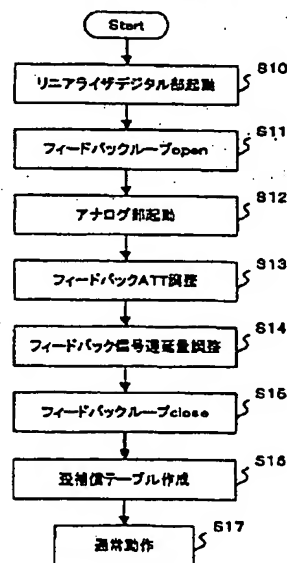 Start
リニアライザデジタル部起動
S10
フィードバックループopen
S11
アナログ部起動
S12
フィードバックATT調整
S13
フィードバック信号遅延量調整
S14
フィードバックループclose
S15
歪補償テーブル作成
S16
通常動作
S17